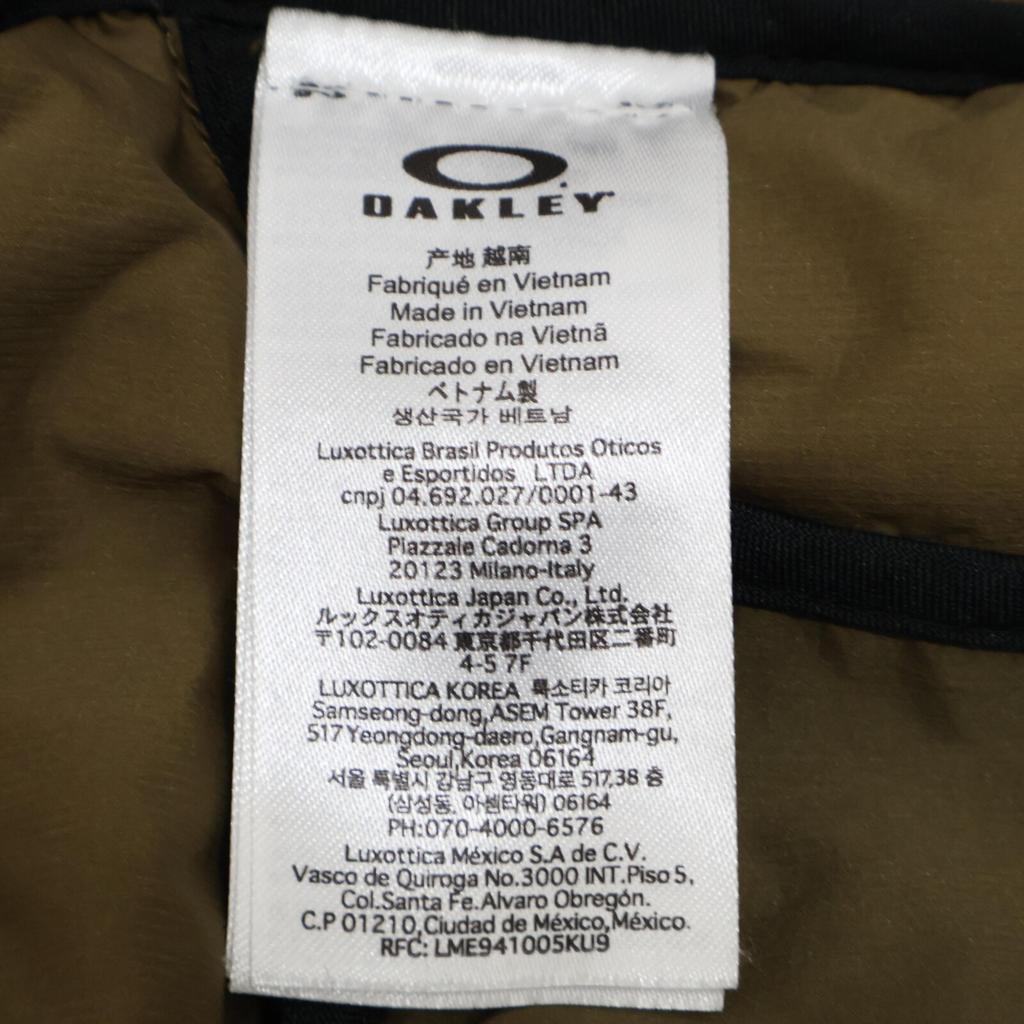 OAKLEY
产地 越南
Fabriqué en Vietnam
Made in Vietnam
Fabricado na Vietnã
Fabricado en Vietnam
ベトナム製
생산국가 베트남
Luxottica Brasil Produtos Oticos
e Esportidos LTDA
cnpj 04.692.027/0001-43
Luxottica Group SPA
Piazzale Cadorna 3
20123 Milano-Italy
Luxottica Japan Co., Ltd.
ルックスオティカジャパン株式会社
〒102-0084 東京都千代田区二番町
4-5 7F
LUXOTTICA KOREA 룩소티카 코리아
Samseong-dong,ASEM Tower 38F,
517 Yeongdong-daero,Gangnam-gu,
Seoul,Korea 06164
서울 특별시 강남구 영동대로 517,38 층
(삼성동, 아셈타워) 06164
PH:070-4000-6576
Luxottica México S.A de C.V.
Vasco de Quiroga No.3000 INT.Piso 5,
Col.Santa Fe.Alvaro Obregón.
C.P 01210,Ciudad de México,México.
RFC: LME941005KU9